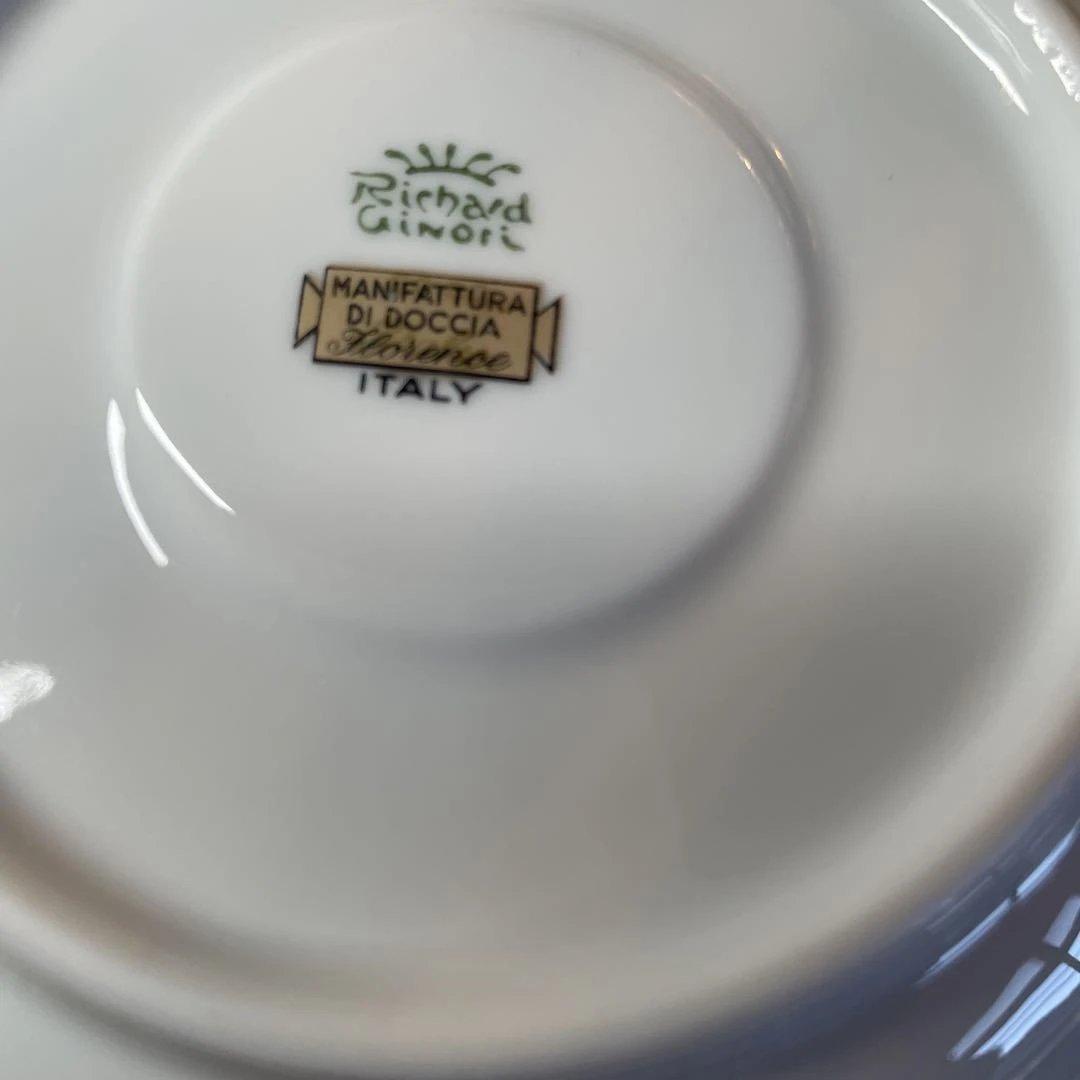 Richard
Ginori
MANIFATTURA
DI DOCCIA
Florence
ITALY